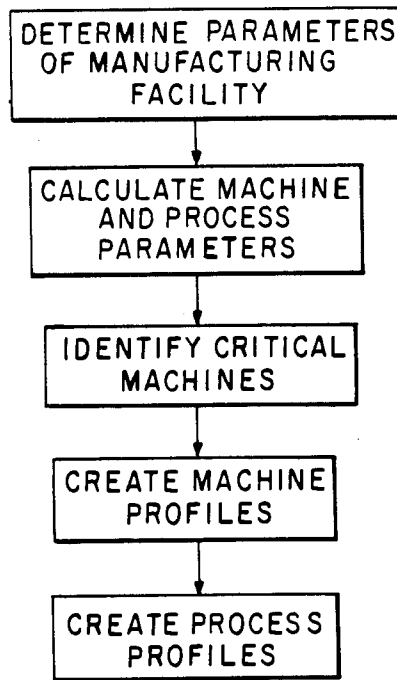 DETERMINE PARAMETERS
OF MANUFACTURING
FACILITY
CALCULATE MACHINE
AND PROCESS
PARAMETERS
IDENTIFY CRITICAL
MACHINES
CREATE MACHINE
PROFILES
CREATE PROCESS
PROFILES